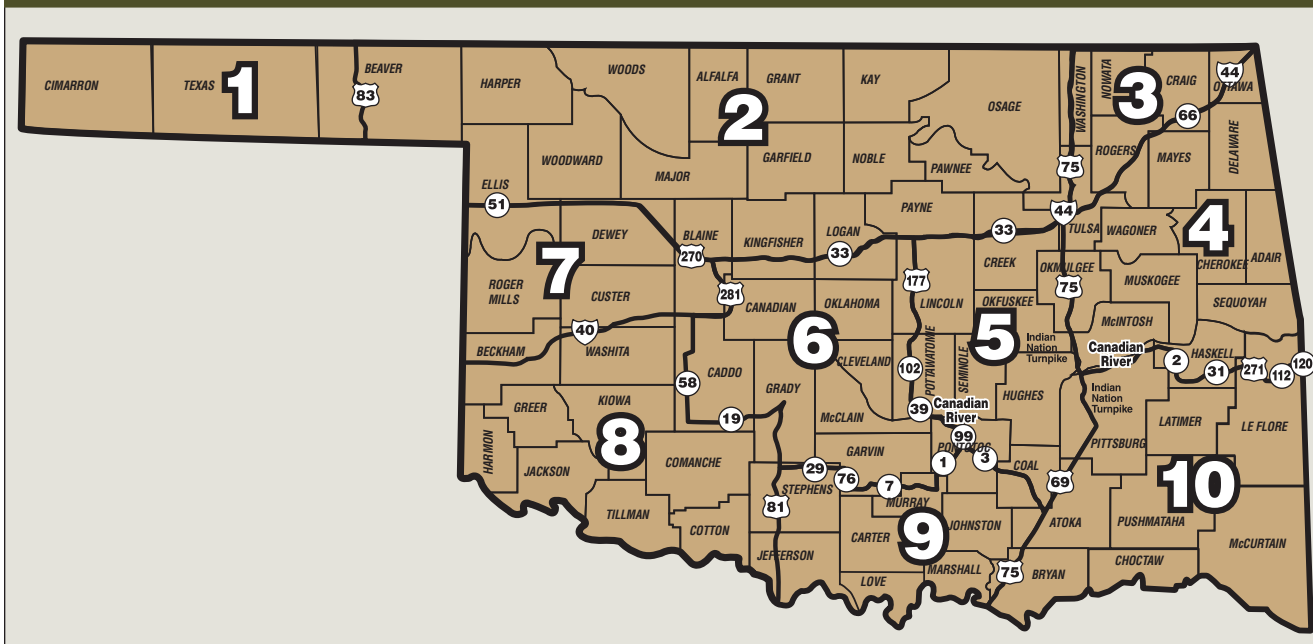 CIMARRON
TEXAS
1
BEAVER
83
HARPER
WOODS
ALFALFA
GRANT
KAY
OSAGE
WASHINGTON
NOWATA
3
CRAIG
44
OTTAWA
66
2
WOODWARD
MAJOR
GARFIELD
NOBLE
PAWNEE
75
ROGERS
MAYES
DELAWARE
ELLIS
51
DEWEY
BLAINE
270
KINGFISHER
LOGAN
33
PAYNE
33
44
TULSA
WAGONER
4
CHEROKEE
ADAIR
7
ROGER
MILLS
CUSTER
281
CANADIAN
OKLAHOMA
177
LINCOLN
CREEK
OKFUSKEE
OKMULGEE
75
MUSKOGEE
SEQUOYAH
40
BECKHAM
WASHITA
6
CLEVELAND
POTTAWATOMIE
SEMINOLE
5
Indian
Nation
Turnpike
McINTOSH
Canadian
River
2
HASKELL
31
271
112
120
58
CADDO
GRADY
102
HUGHES
Indian
Nation
Turnpike
GREER
KIOWA
19
McCLAIN
39
Canadian
River
99
PITTSBURG
LATIMER
LE FLORE
HARMON
8
JACKSON
COMANCHE
GARVIN
29
76
7
1
PONTOTOC
3
COAL
69
10
STEPHENS
81
MURRAY
TILLMAN
COTTON
CARTER
9
JOHNSTON
ATOKA
PUSHMATAHA
McCURTAIN
JEFFERSON
LOVE
MARSHALL
75
BRYAN
CHOCTAW